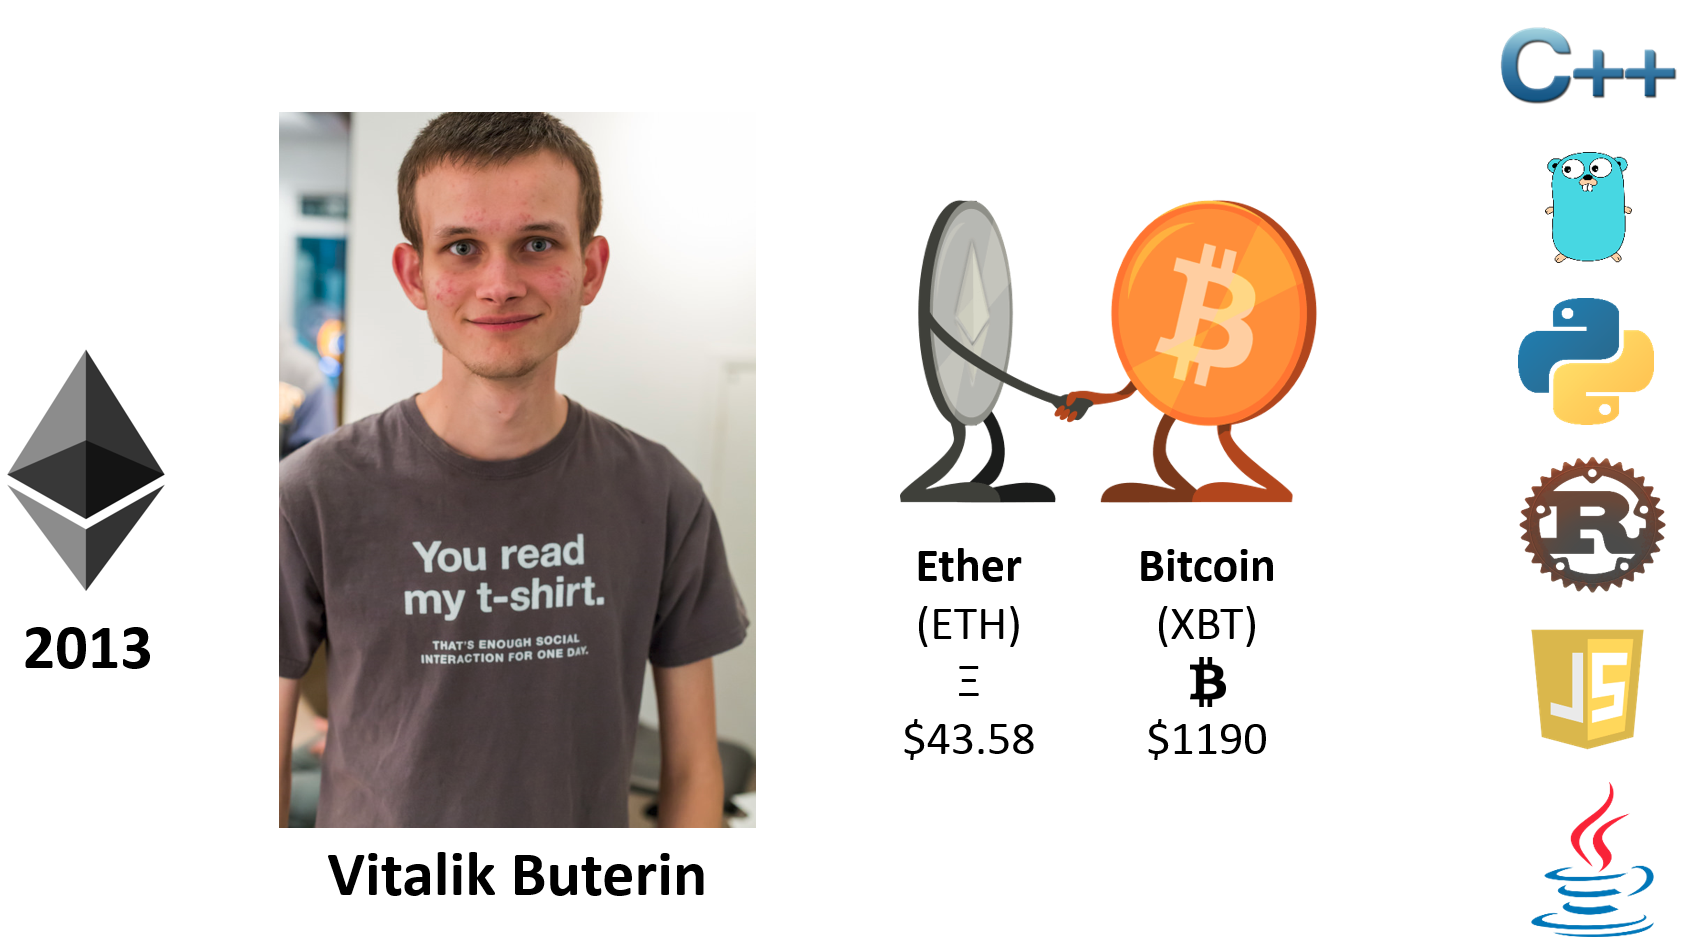 2013
You read
my t-shirt.
THAT'S ENOUGH SOCIAL
INTERACTION FOR ONE DAY.
Vitalik Buterin
Ether
(ETH)
Ξ
$43.58
Bitcoin
(XBT)
₿
$1190
C++
R
JS